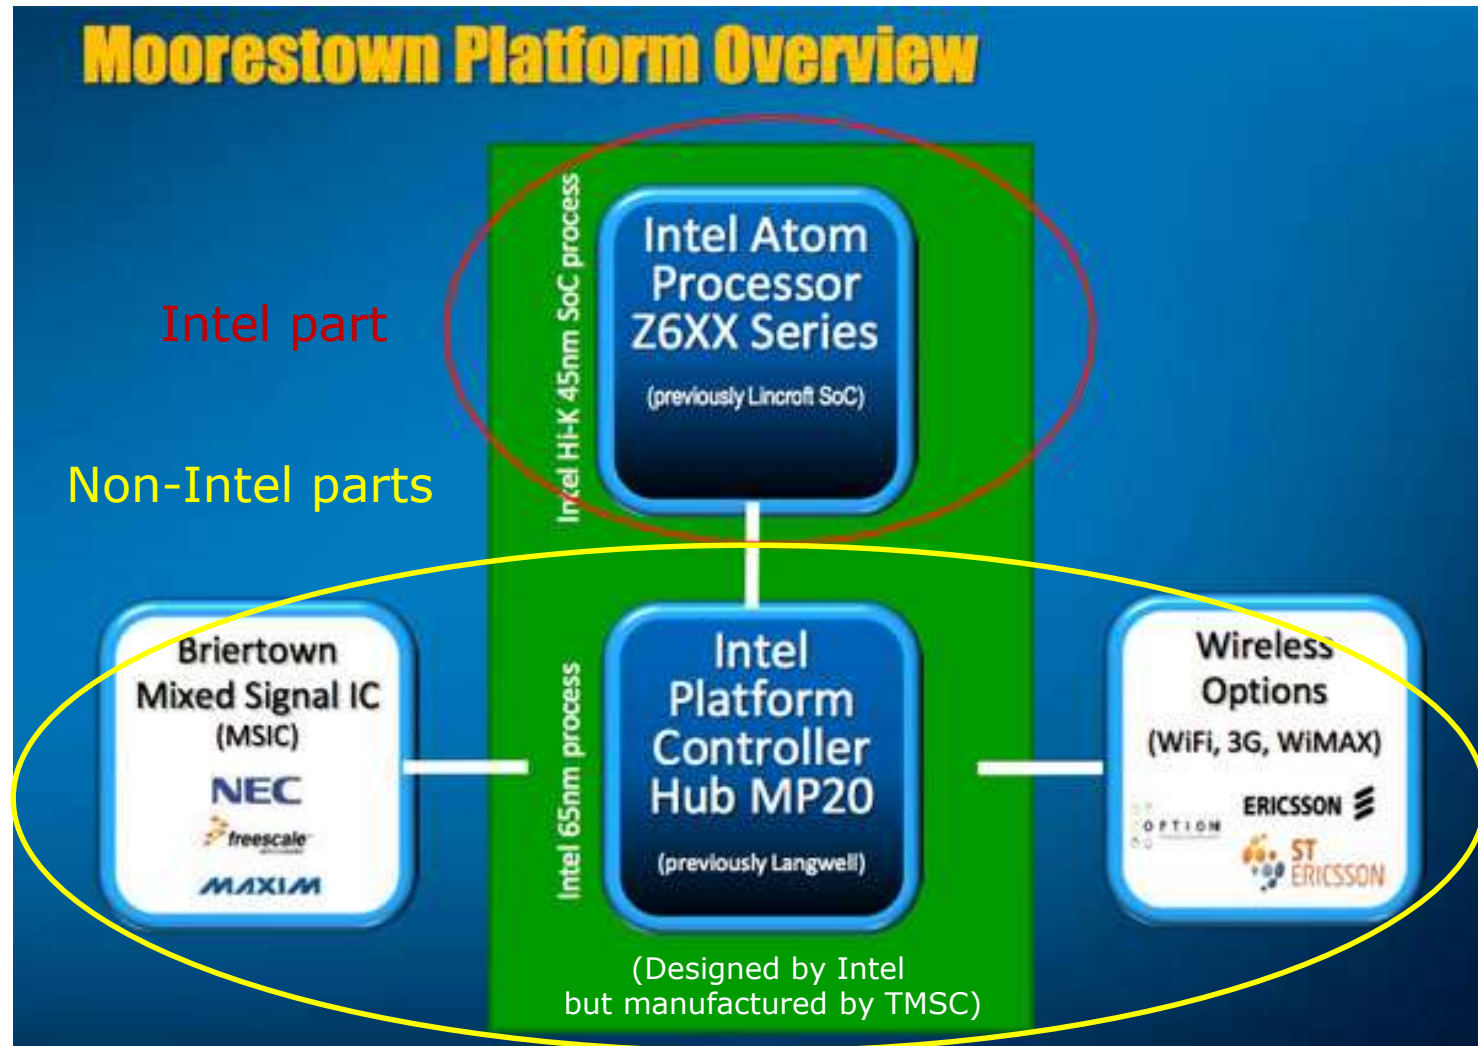 Moorestown Platform Overview
Intel Hi-K 45nm SoC process
Intel Atom
Processor
Z6XX Series
(previously Lincroft SoC)
Intel part
Non-Intel parts
Briertown
Mixed Signal IC
(MSIC)
NEC
freescale
MAXIM
Intel 65nm process
Intel
Platform
Controller
Hub MP20
(previously Langwell)
(Designed by Intel
but manufactured by TMSC)
Wireless
Options
(WiFi, 3G, WiMAX)
OPTION
ERICSSON
ST
ERICSSON